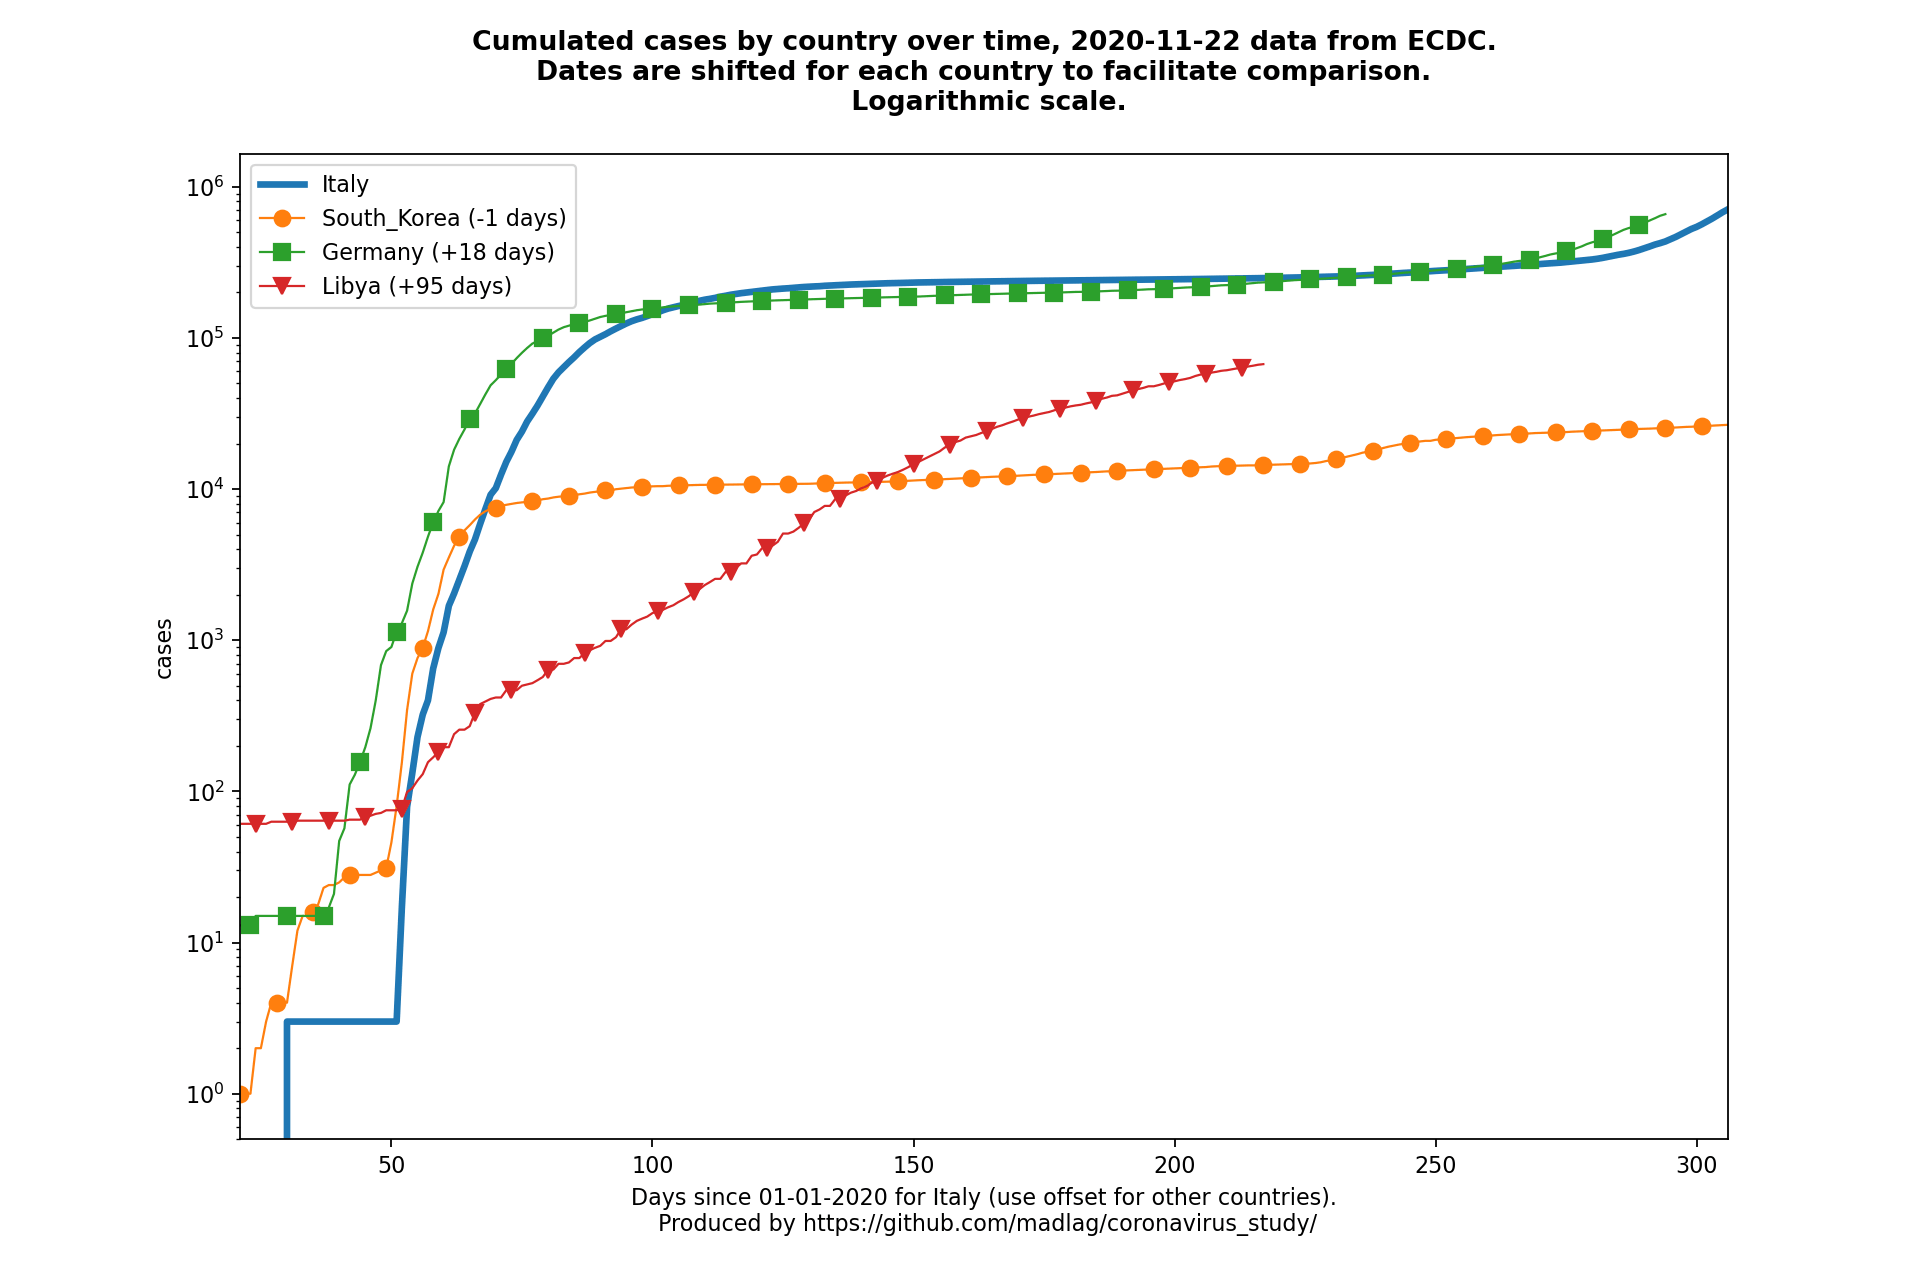 Cumulated cases by country over time, 2020-11-22 data from ECDC.
Dates are shifted for each country to facilitate comparison.
Logarithmic scale.
Italy
South_Korea (-1 days)
Germany (+18 days)
Libya (+95 days)
10^6
10^5
10^4
10^3
10^2
10^1
10^0
cases
50 100 150 200 250 300
Days since 01-01-2020 for Italy (use offset for other countries).
Produced by https://github.com/madlag/coronavirus_study/